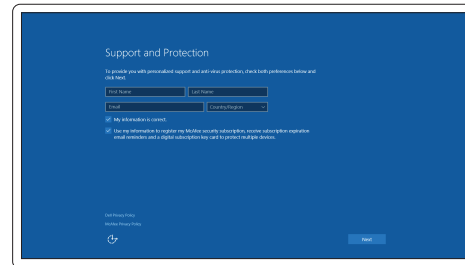 Support and Protection
To provide you with personalized support and anti-virus protection, check both preferences below and
click Next.
First Name
Last Name
Email
Country/Region
My information is correct.
Use my information to register my McAfee security subscription, receive subscription expiration
email reminders and a digital subscription key card to protect multiple devices.
Dell Privacy Policy
McAfee Privacy Policy
Next